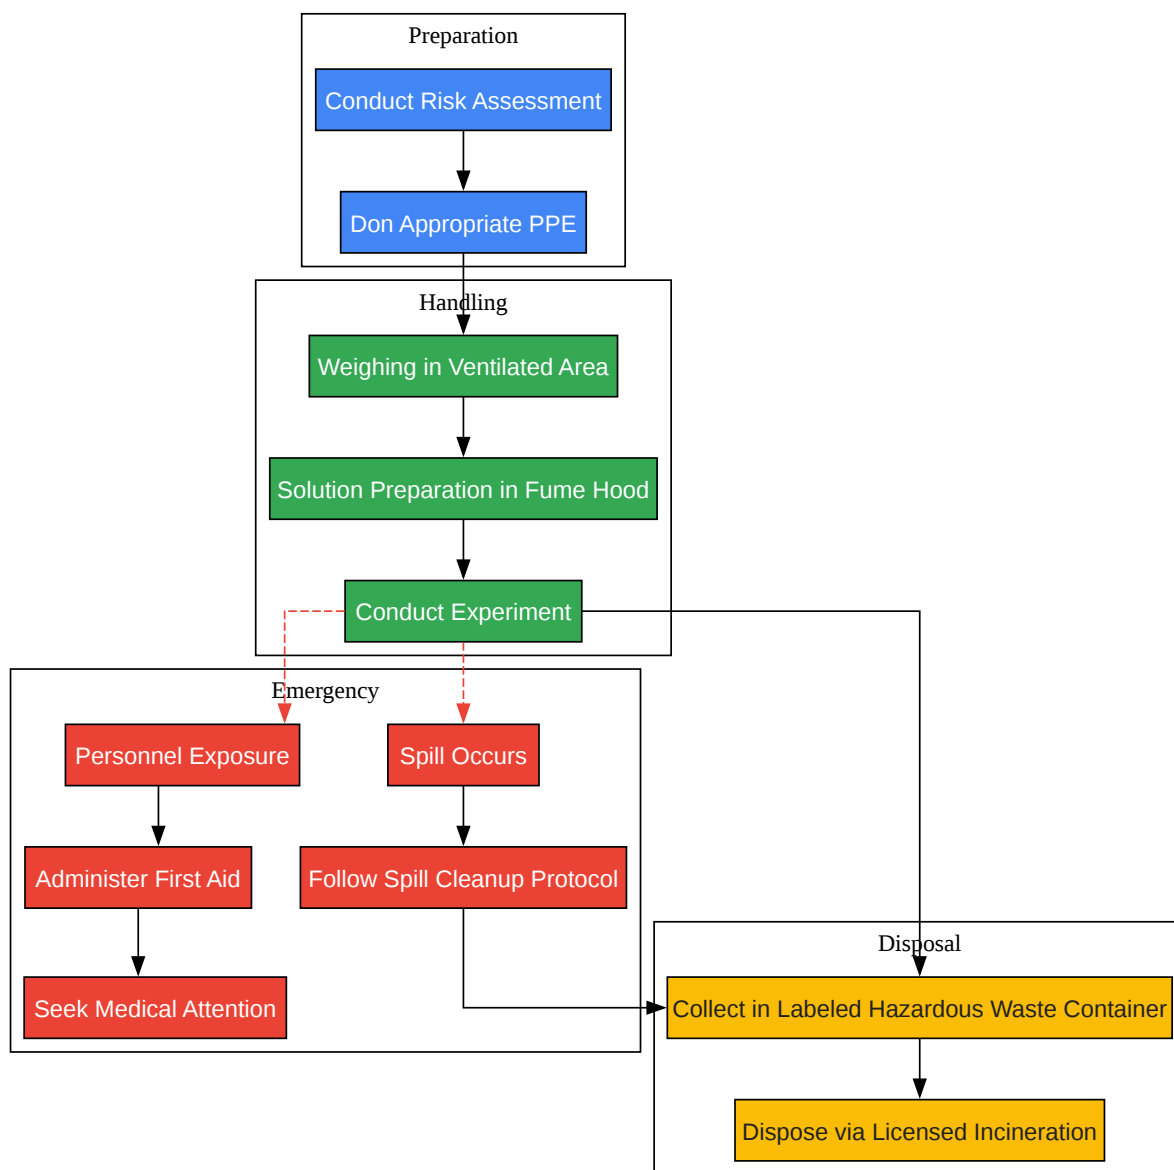 Preparation
Conduct Risk Assessment
Don Appropriate PPE
Handling
Weighing in Ventilated Area
Solution Preparation in Fume Hood
Conduct Experiment
Emergency
Personnel Exposure
Spill Occurs
Administer First Aid
Follow Spill Cleanup Protocol
Seek Medical Attention
Disposal
Collect in Labeled Hazardous Waste Container
Dispose via Licensed Incineration